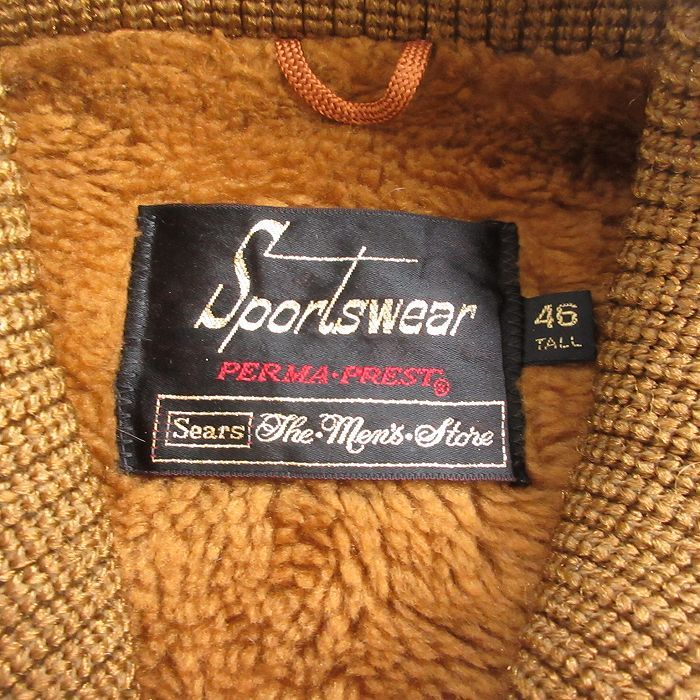 Sportswear
PERMA·PREST®
Sears The·Men's·Store
46
TALL